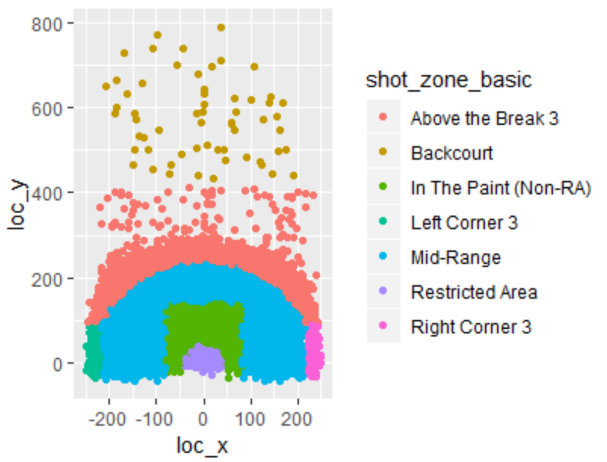 800
600
400
200
0
loc_y
-200 -100 0 100 200
loc_x
shot_zone_basic
Above the Break 3
Backcourt
In The Paint (Non-RA)
Left Corner 3
Mid-Range
Restricted Area
Right Corner 3